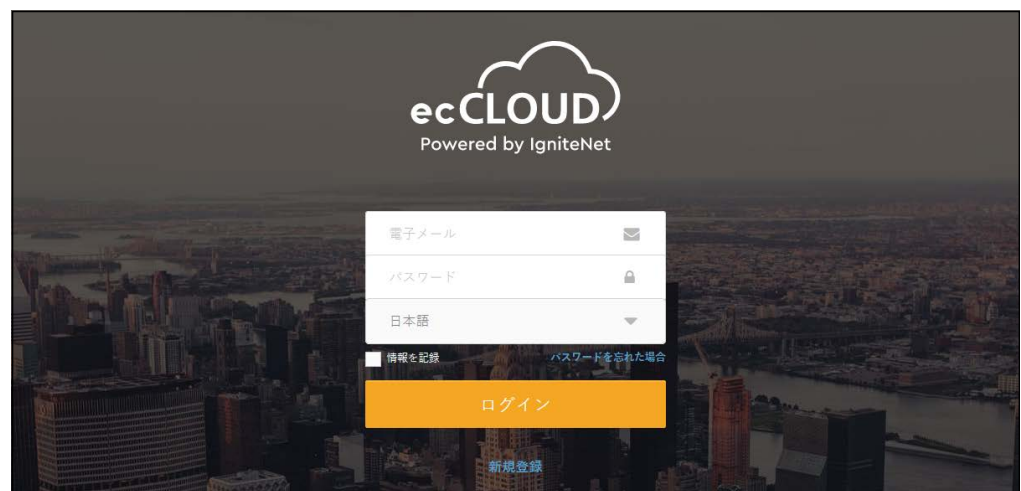 ecCLOUD
Powered by IgniteNet
電子メール
パスワード
日本語
情報を記録
パスワードを忘れた場合
ログイン
新規登録